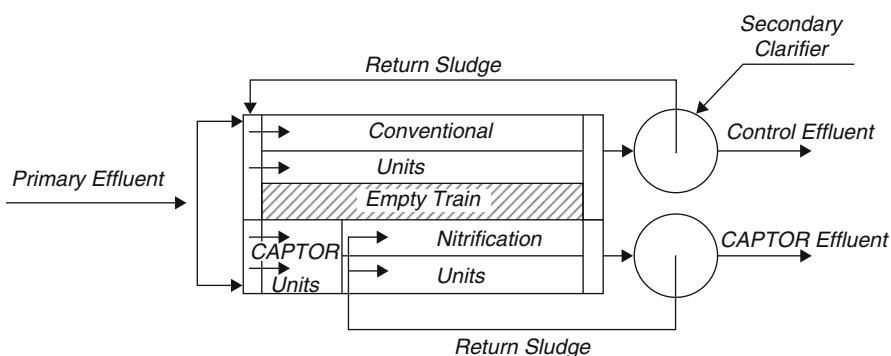 Secondary
Clarifier
Return Sludge
Conventional
Control Effluent
Units
Primary Effluent
Empty Train
CAPTOR
Units
Nitrification
Units
CAPTOR Effluent
Return Sludge